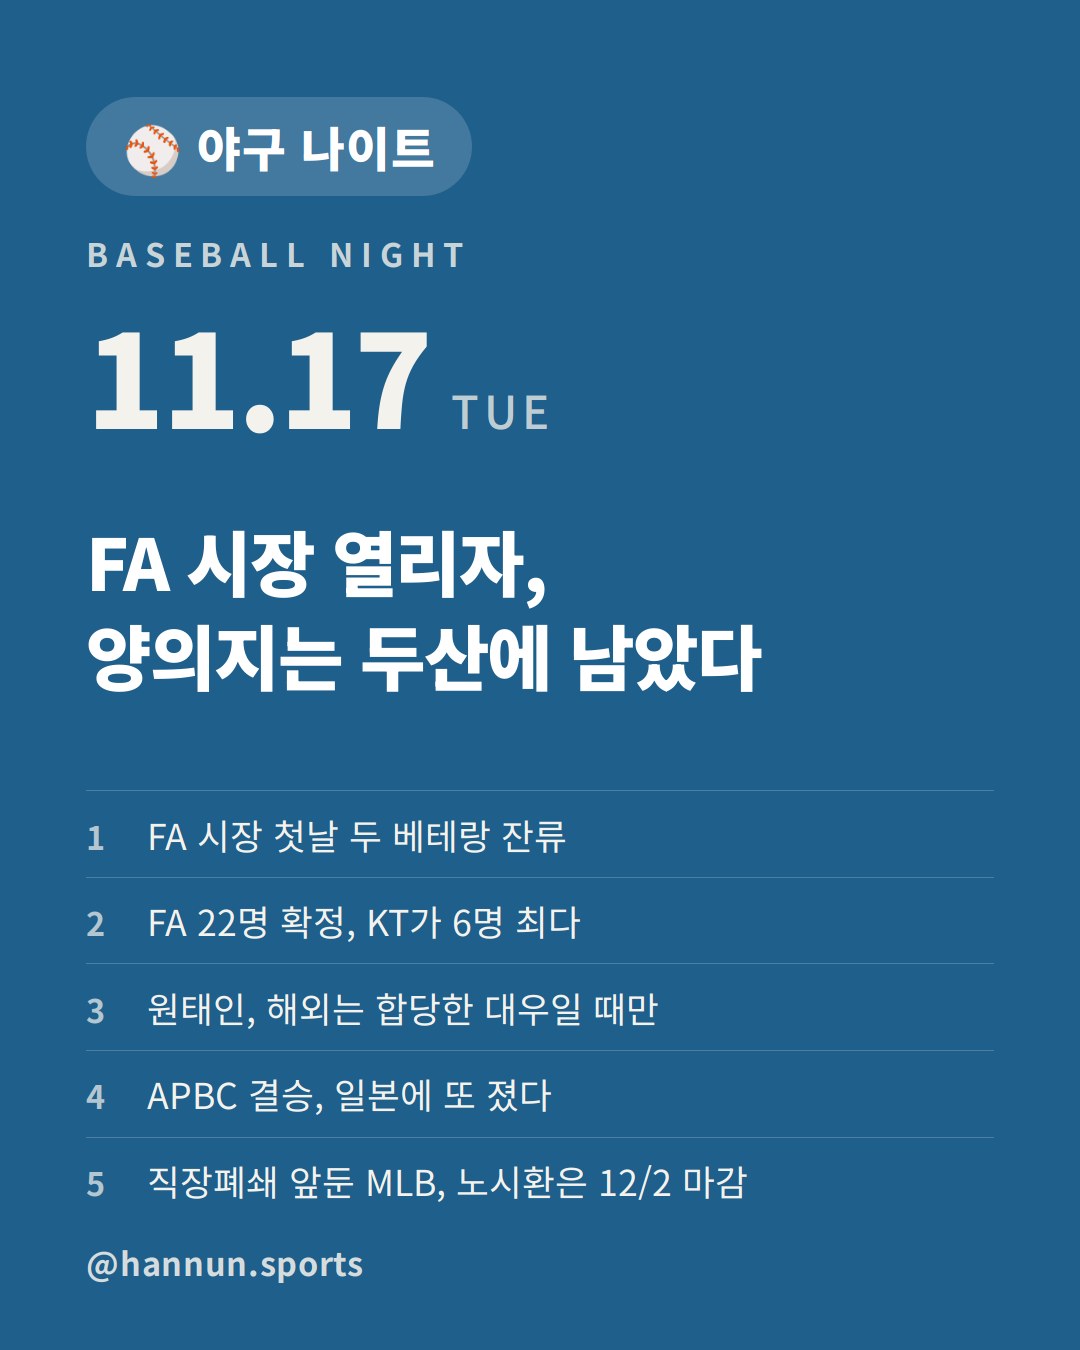 야구 나이트
BASEBALL NIGHT
11.17 TUE
FA 시장 열리자,
양의지는 두산에 남았다
1 FA 시장 첫날 두 베테랑 잔류
2 FA 22명 확정, KT가 6명 최다
3 원태인, 해외는 합당한 대우일 때만
4 APBC 결승, 일본에 또 졌다
5 직장폐쇄 앞둔 MLB, 노시환은 12/2 마감
@hannun.sports